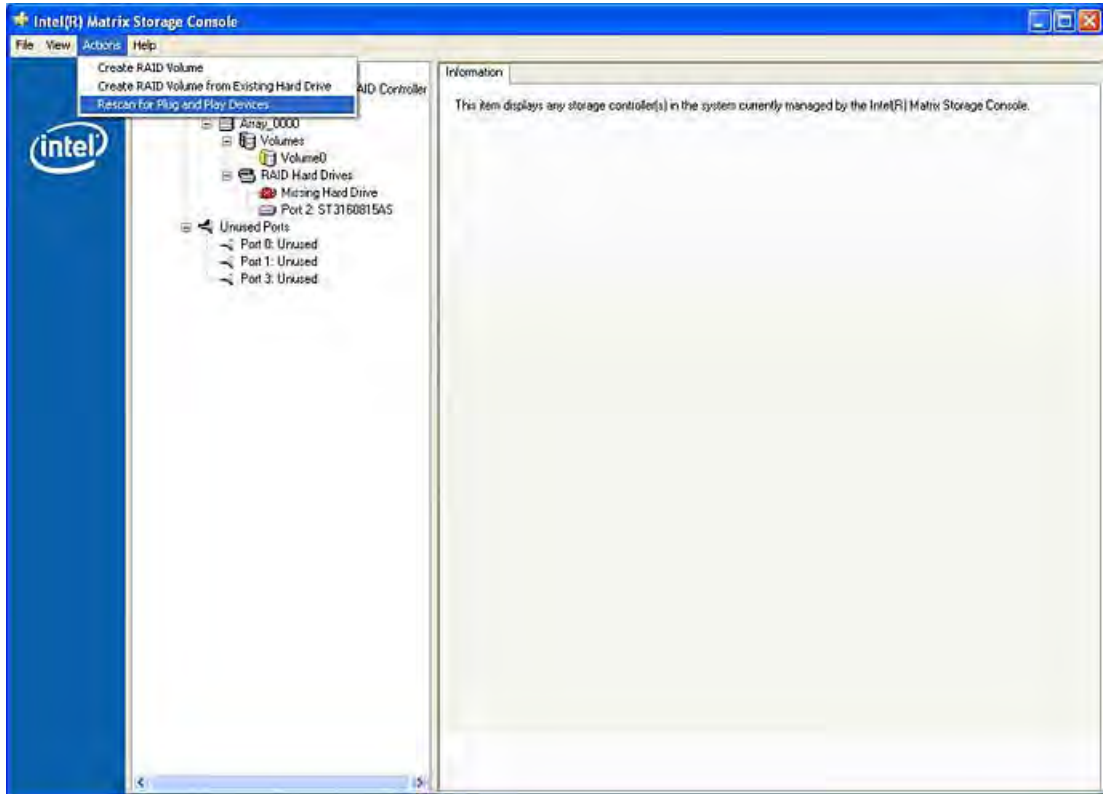 Intel(R) Matrix Storage Console
File View Actions Help
Create RAID Volume
Create RAID Volume from Existing Hard Drive
Rescan for Plug and Play Devices
AID Controller
Array_0000
Volumes
Volume0
RAID Hard Drives
Missing Hard Drive
Port 2: ST3160815AS
Unused Ports
Port 0: Unused
Port 1: Unused
Port 3: Unused
intel
Information
This item displays any storage controller(s) in the system currently managed by the Intel(R) Matrix Storage Console.